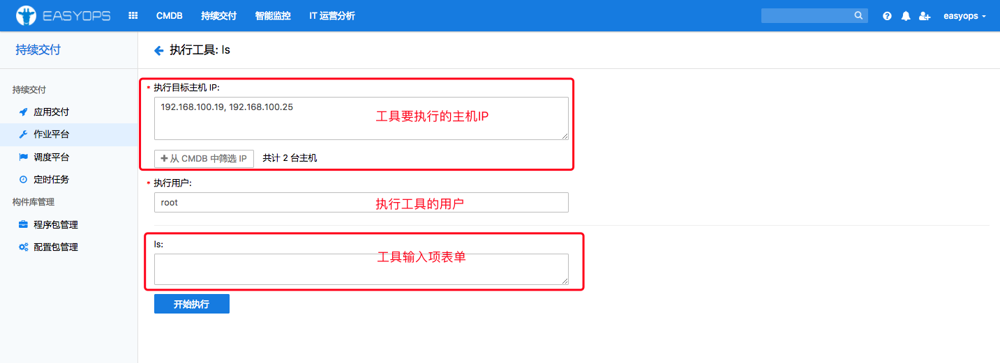 EASYOPS CMDB 持续交付 智能监控 IT 运营分析 easyops
持续交付
执行工具: ls
持续交付
应用交付
作业平台
调度平台
定时任务
构件库管理
程序包管理
配置包管理
* 执行目标主机 IP:
192.168.100.19, 192.168.100.25
工具要执行的主机IP
+ 从 CMDB 中筛选 IP 共计 2 台主机
* 执行用户:
root
执行工具的用户
ls:
工具输入项表单
开始执行